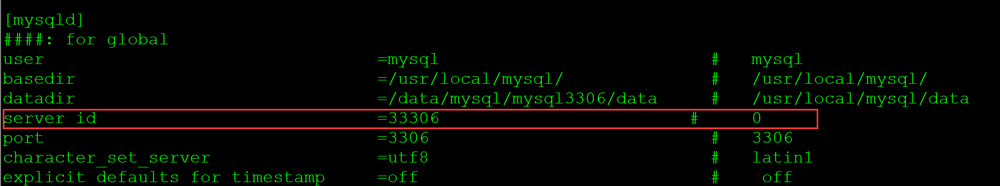 [mysqld]
####: for global
user =mysql # mysql
basedir =/usr/local/mysql/ # /usr/local/mysql/
datadir =/data/mysql/mysql3306/data # /usr/local/mysql/data
server id =33306 # 0
port =3306 # 3306
character_set_server =utf8 # latin1
explicit defaults for timestamp =off # off